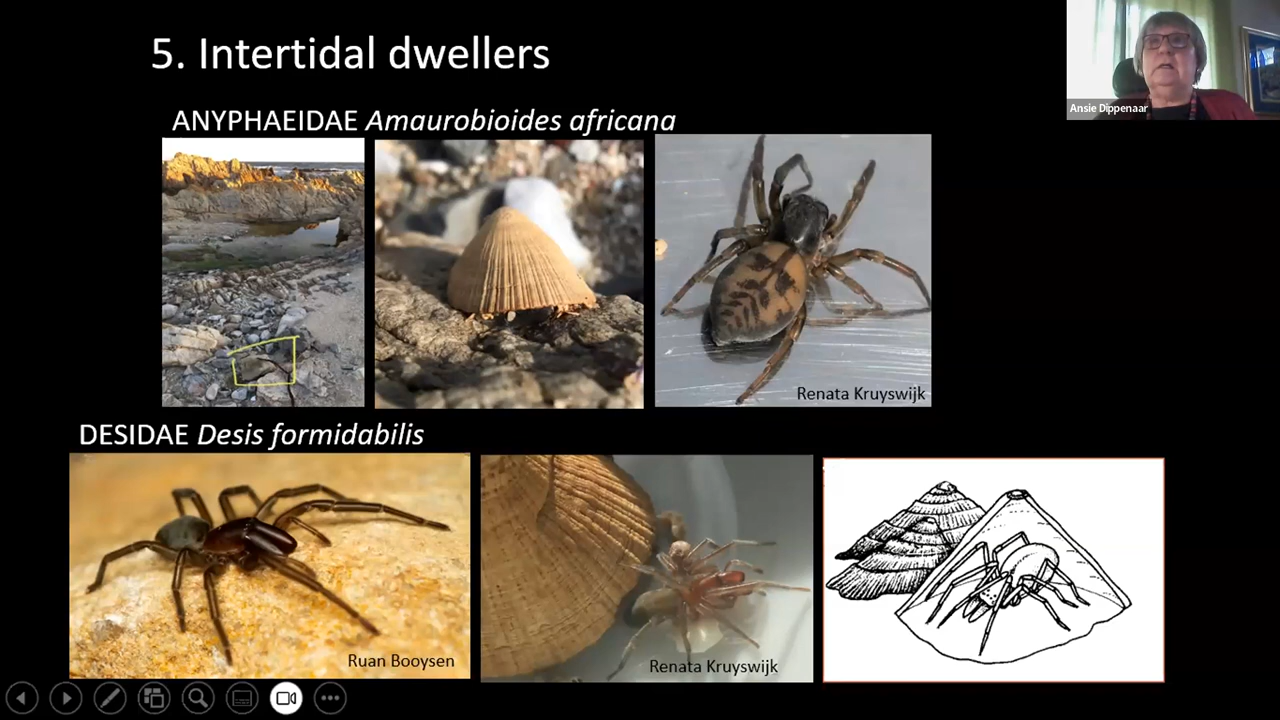 5. Intertidal dwellers
Ansie Dippenaar
ANYPHAEIDAE Amaurobioides africana
Renata Kruyswijk
DESIDAE Desis formidabilis
Ruan Booysen
Renata Kruyswijk